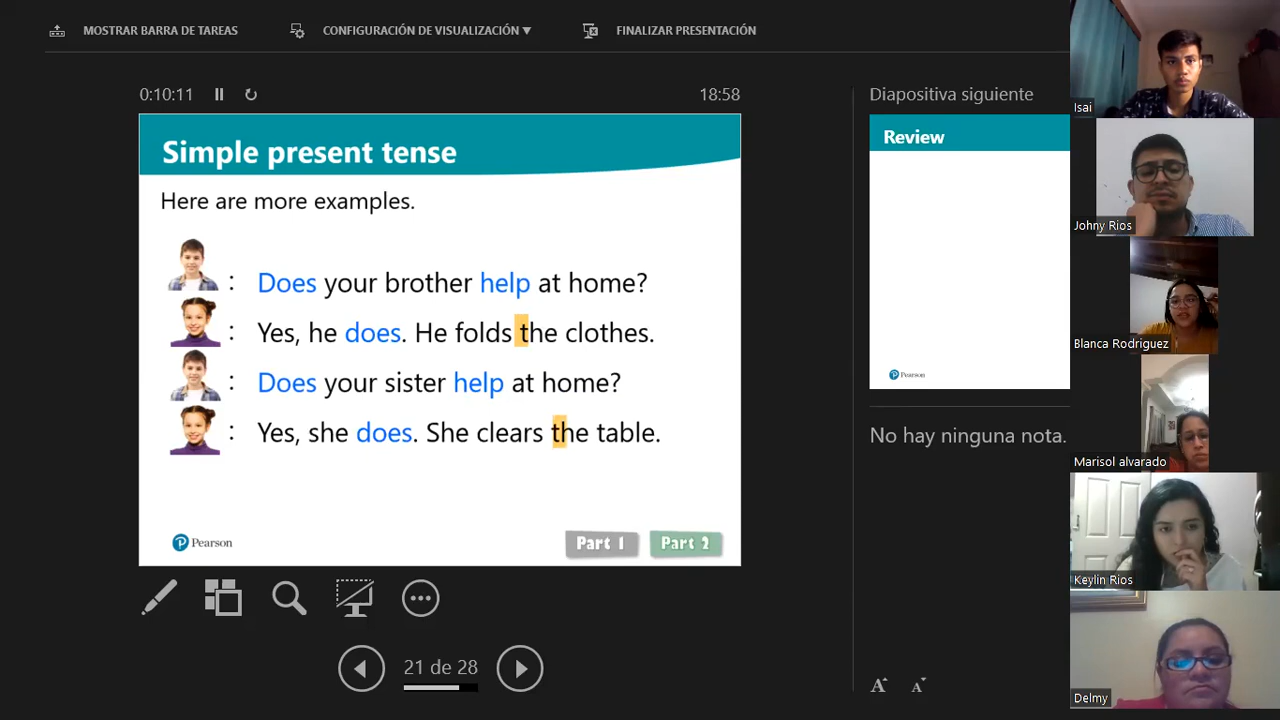 MOSTRAR BARRA DE TAREAS
CONFIGURACIÓN DE VISUALIZACIÓN ▼
FINALIZAR PRESENTACIÓN
0:10:11
18:58
Diapositiva siguiente
Simple present tense
Here are more examples.
: Does your brother help at home?
: Yes, he does. He folds the clothes.
: Does your sister help at home?
: Yes, she does. She clears the table.
P Pearson
Part 1
Part 2
21 de 28
Review
P Pearson
No hay ninguna nota.
A A
Isai
Johny Rios
Blanca Rodriguez
Marisol alvarado
Keylin Rios
Delmy